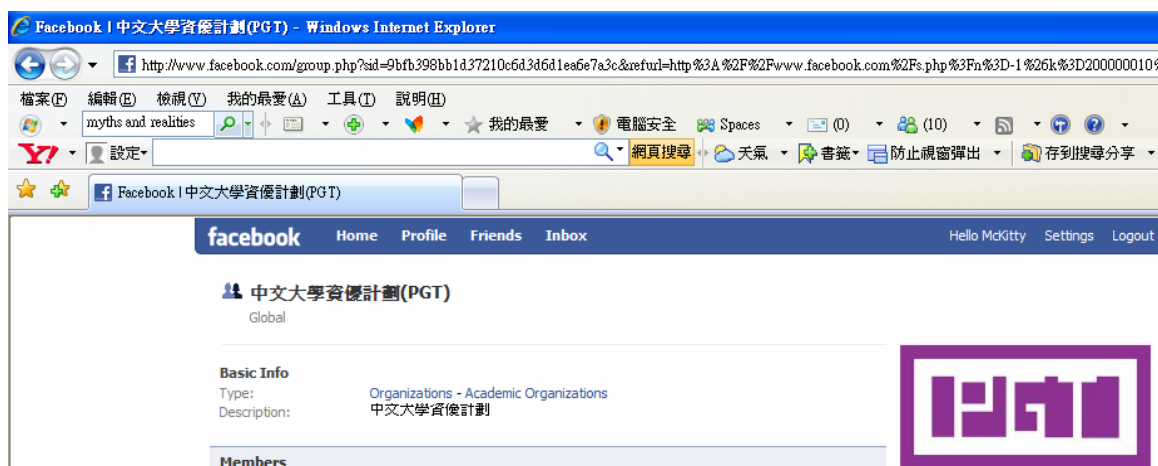 Facebook | 中文大學資優計劃(PGT) - Windows Internet Explorer
http://www.facebook.com/group.php?sid=9bfb398bb1d37210c6d3d6d1ea6e7a3c&refurl=http%3A%2F%2Fwww.facebook.com%2Fs.php%3Fn%3D-1%26k%3D200000010%
檔案(F) 編輯(E) 檢視(V) 我的最愛(A) 工具(T) 說明(H)
myths and realities 我的最愛 電腦安全 Spaces (0) (10)
Y! 設定 網頁搜尋 天氣 書籤 防止視窗彈出 存到搜尋分享
Facebook | 中文大學資優計劃(PGT)
facebook Home Profile Friends Inbox Hello McKitty Settings Logout
中文大學資優計劃(PGT)
Global
Basic Info
Type: Organizations - Academic Organizations
Description: 中文大學資優計劃
Members